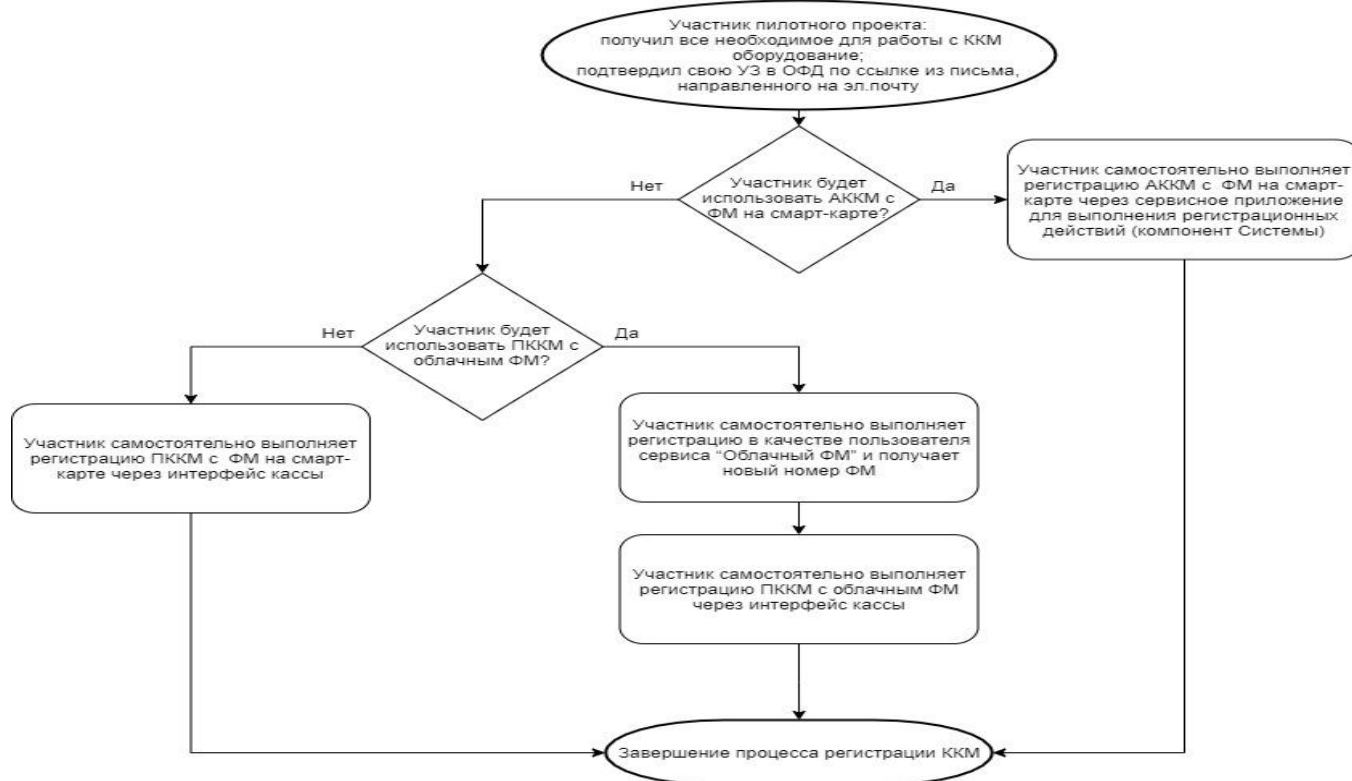 Участник пилотного проекта:
получил все необходимое для работы с ККМ
оборудование;
подтвердил свою УЗ в ОФД по ссылке из письма,
направленного на эл.почту
Участник будет
использовать АККМ с
ФМ на смарт-карте?
Нет
Да
Участник самостоятельно выполняет
регистрацию АККМ с ФМ на смарт-
карте через сервисное приложение
для выполнения регистрационных
действий (компонент Системы)
Участник будет
использовать ПККМ с
облачным ФМ?
Нет
Да
Участник самостоятельно выполняет
регистрацию ПККМ с ФМ на смарт-
карте через интерфейс кассы
Участник самостоятельно выполняет
регистрацию в качестве пользователя
сервиса “Облачный ФМ” и получает
новый номер ФМ
Участник самостоятельно выполняет
регистрацию ПККМ с облачным ФМ
через интерфейс кассы
Завершение процесса регистрации ККМ